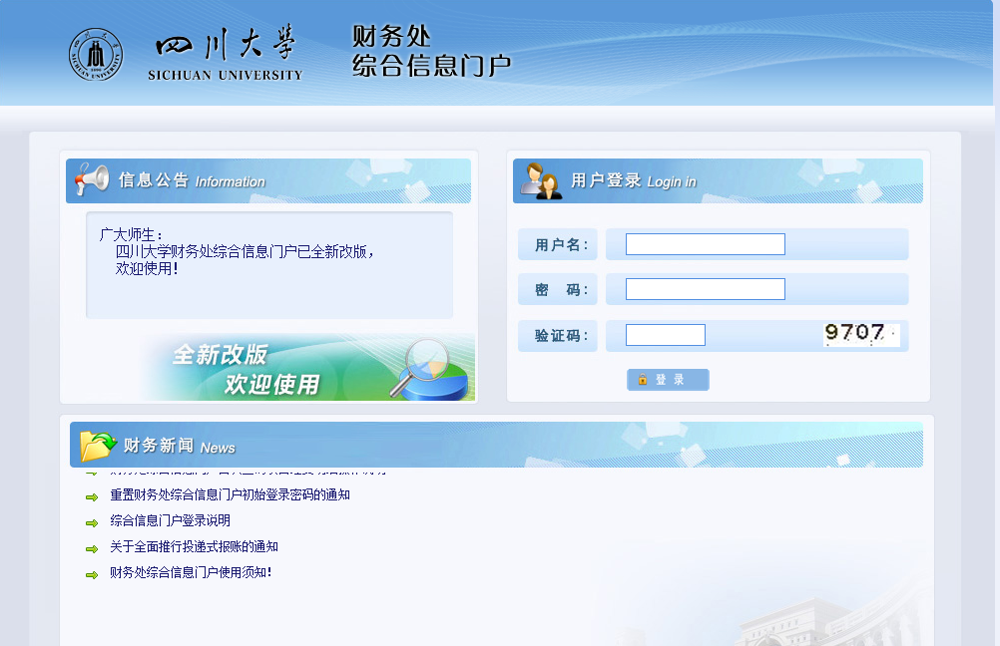 四川大学
SICHUAN UNIVERSITY
财务处
综合信息门户
信息公告 Information
广大师生：
四川大学财务处综合信息门户已全新改版，
欢迎使用！
全新改版
欢迎使用
用户登录 Login in
用户名：
密 码：
验证码：
9707
登 录
财务新闻 News
重置财务处综合信息门户初始登录密码的通知
综合信息门户登录说明
关于全面推行投递式报账的通知
财务处综合信息门户使用须知！